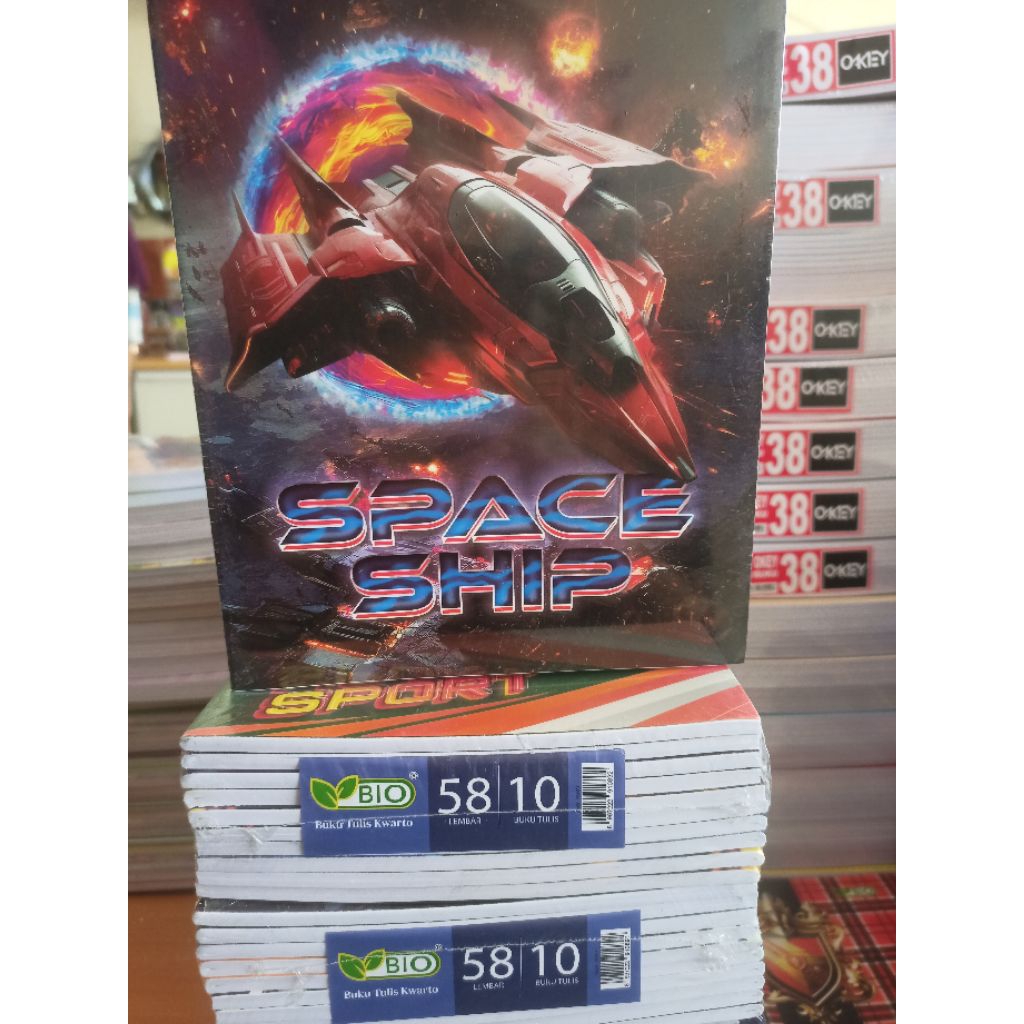 SPACE
SHIP
SPORT
BIO®
Buku Tulis Kwarto
58
LEMBAR
10
BUKU TULIS
BIO®
Buku Tulis Kwarto
58
LEMBAR
10
BUKU TULIS
38 OKEY
38 OKEY
38 OKEY
38 OKEY
38 OKEY
38 OKEY
OKEY 38 OKEY